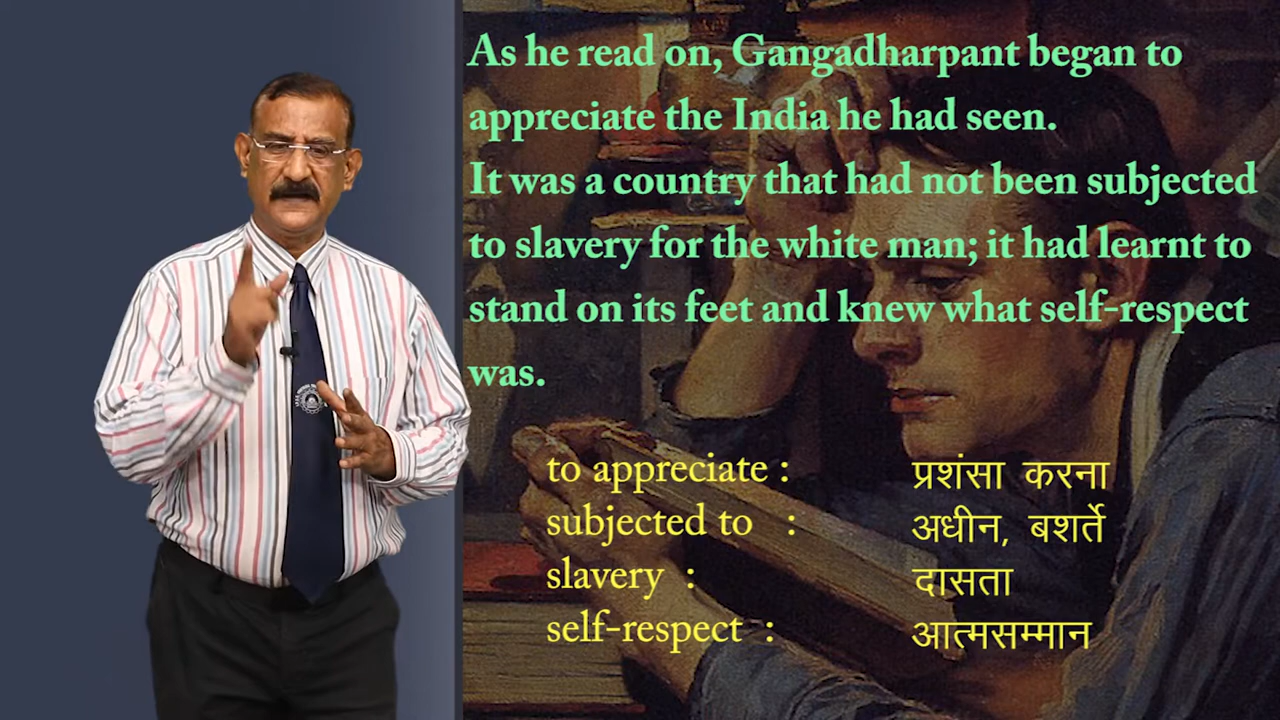 As he read on, Gangadharpant began to
appreciate the India he had seen.
It was a country that had not been subjected
to slavery for the white man; it had learnt to
stand on its feet and knew what self-respect
was.
to appreciate : प्रशंसा करना
subjected to : अधीन, बशर्ते
slavery : दासता
self-respect : आत्मसम्मान